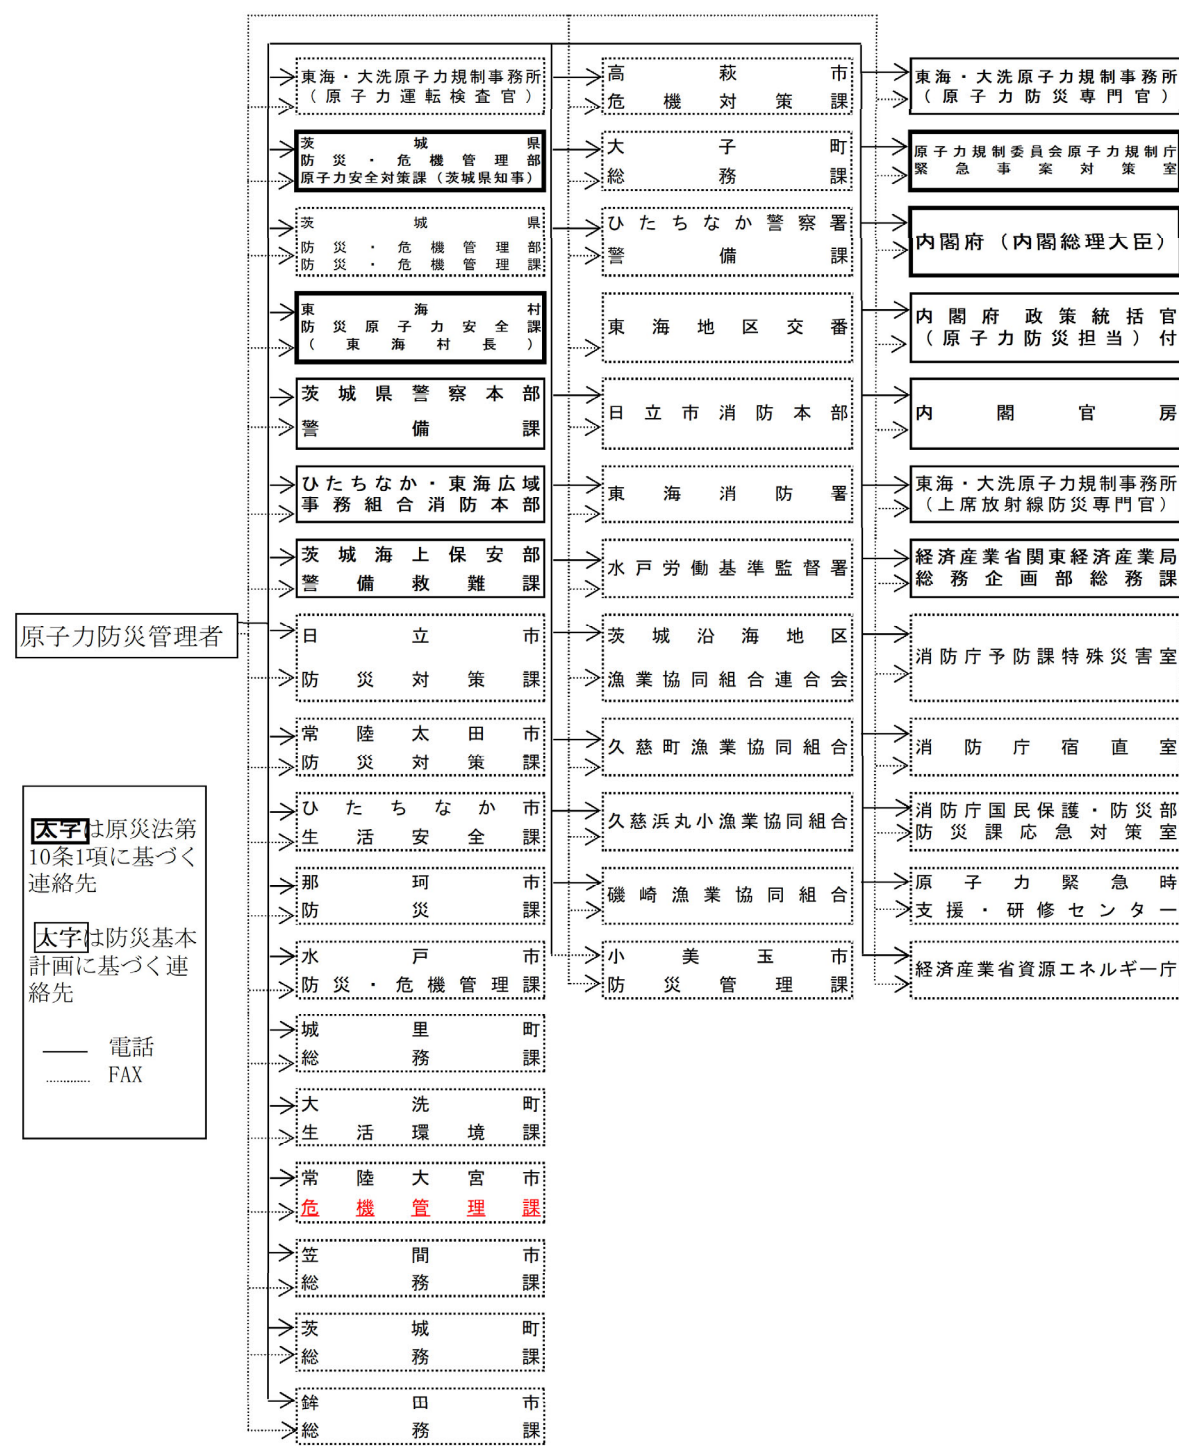 原子力防災管理者
太字は原災法第
10条1項に基づく
連絡先
太字は防災基本
計画に基づく連
絡先
電話
FAX
東海・大洗原子力規制事務所
（原子力運転検査官）
茨城県
防災・危機管理部
原子力安全対策課（茨城県知事）
茨城県
防災・危機管理部
防災・危機管理課
東海村
防災原子力安全課
（東海村長）
茨城県警察本部
警備課
ひたちなか・東海広域
事務組合消防本部
茨城海上保安部
警備救難課
日立市
防災対策課
常陸太田市
防災対策課
ひたちなか市
生活安全課
那珂市
防災課
水戸市
防災・危機管理課
城里町
総務課
大洗町
生活環境課
常陸大宮市
危機管理課
笠間市
総務課
茨城町
総務課
鉾田市
総務課
高萩市
危機対策課
大子町
総務課
ひたちなか警察署
警備課
東海地区交番
日立市消防本部
東海消防署
水戸労働基準監督署
茨城沿海地区
漁業協同組合連合会
久慈町漁業協同組合
久慈浜丸小漁業協同組合
磯崎漁業協同組合
小美玉市
防災管理課
東海・大洗原子力規制事務所
（原子力防災専門官）
原子力規制委員会原子力規制庁
緊急事案対策室
内閣府（内閣総理大臣）
内閣府政策統括官
（原子力防災担当）付
内閣官房
東海・大洗原子力規制事務所
（上席放射線防災専門官）
経済産業省関東経済産業局
総務企画部総務課
消防庁予防課特殊災害室
消防庁宿直室
消防庁国民保護・防災部
防災課応急対策室
原子力緊急時
支援・研修センター
経済産業省資源エネルギー庁